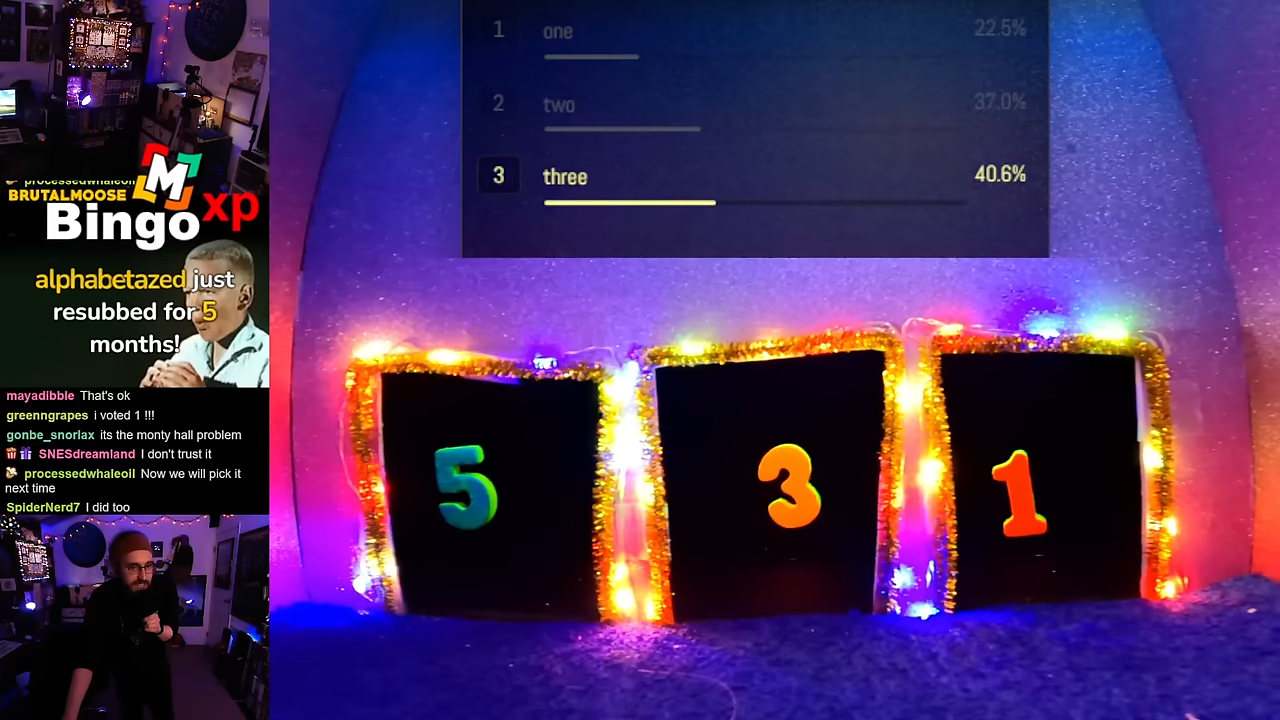 1 one 22.5%
2 two 37.0%
3 three 40.6%
processedwhaleoil
BRUTALMOOSE
M
Bingo xp
alphabetazed just
resubbed for 5
months!
mayadibble That's ok
greenngrapes i voted 1 !!!
gonbe_snorlax its the monty hall problem
SNESdreamland I don't trust it
processedwhaleoil Now we will pick it
next time
SpiderNerd7 I did too
5 3 1